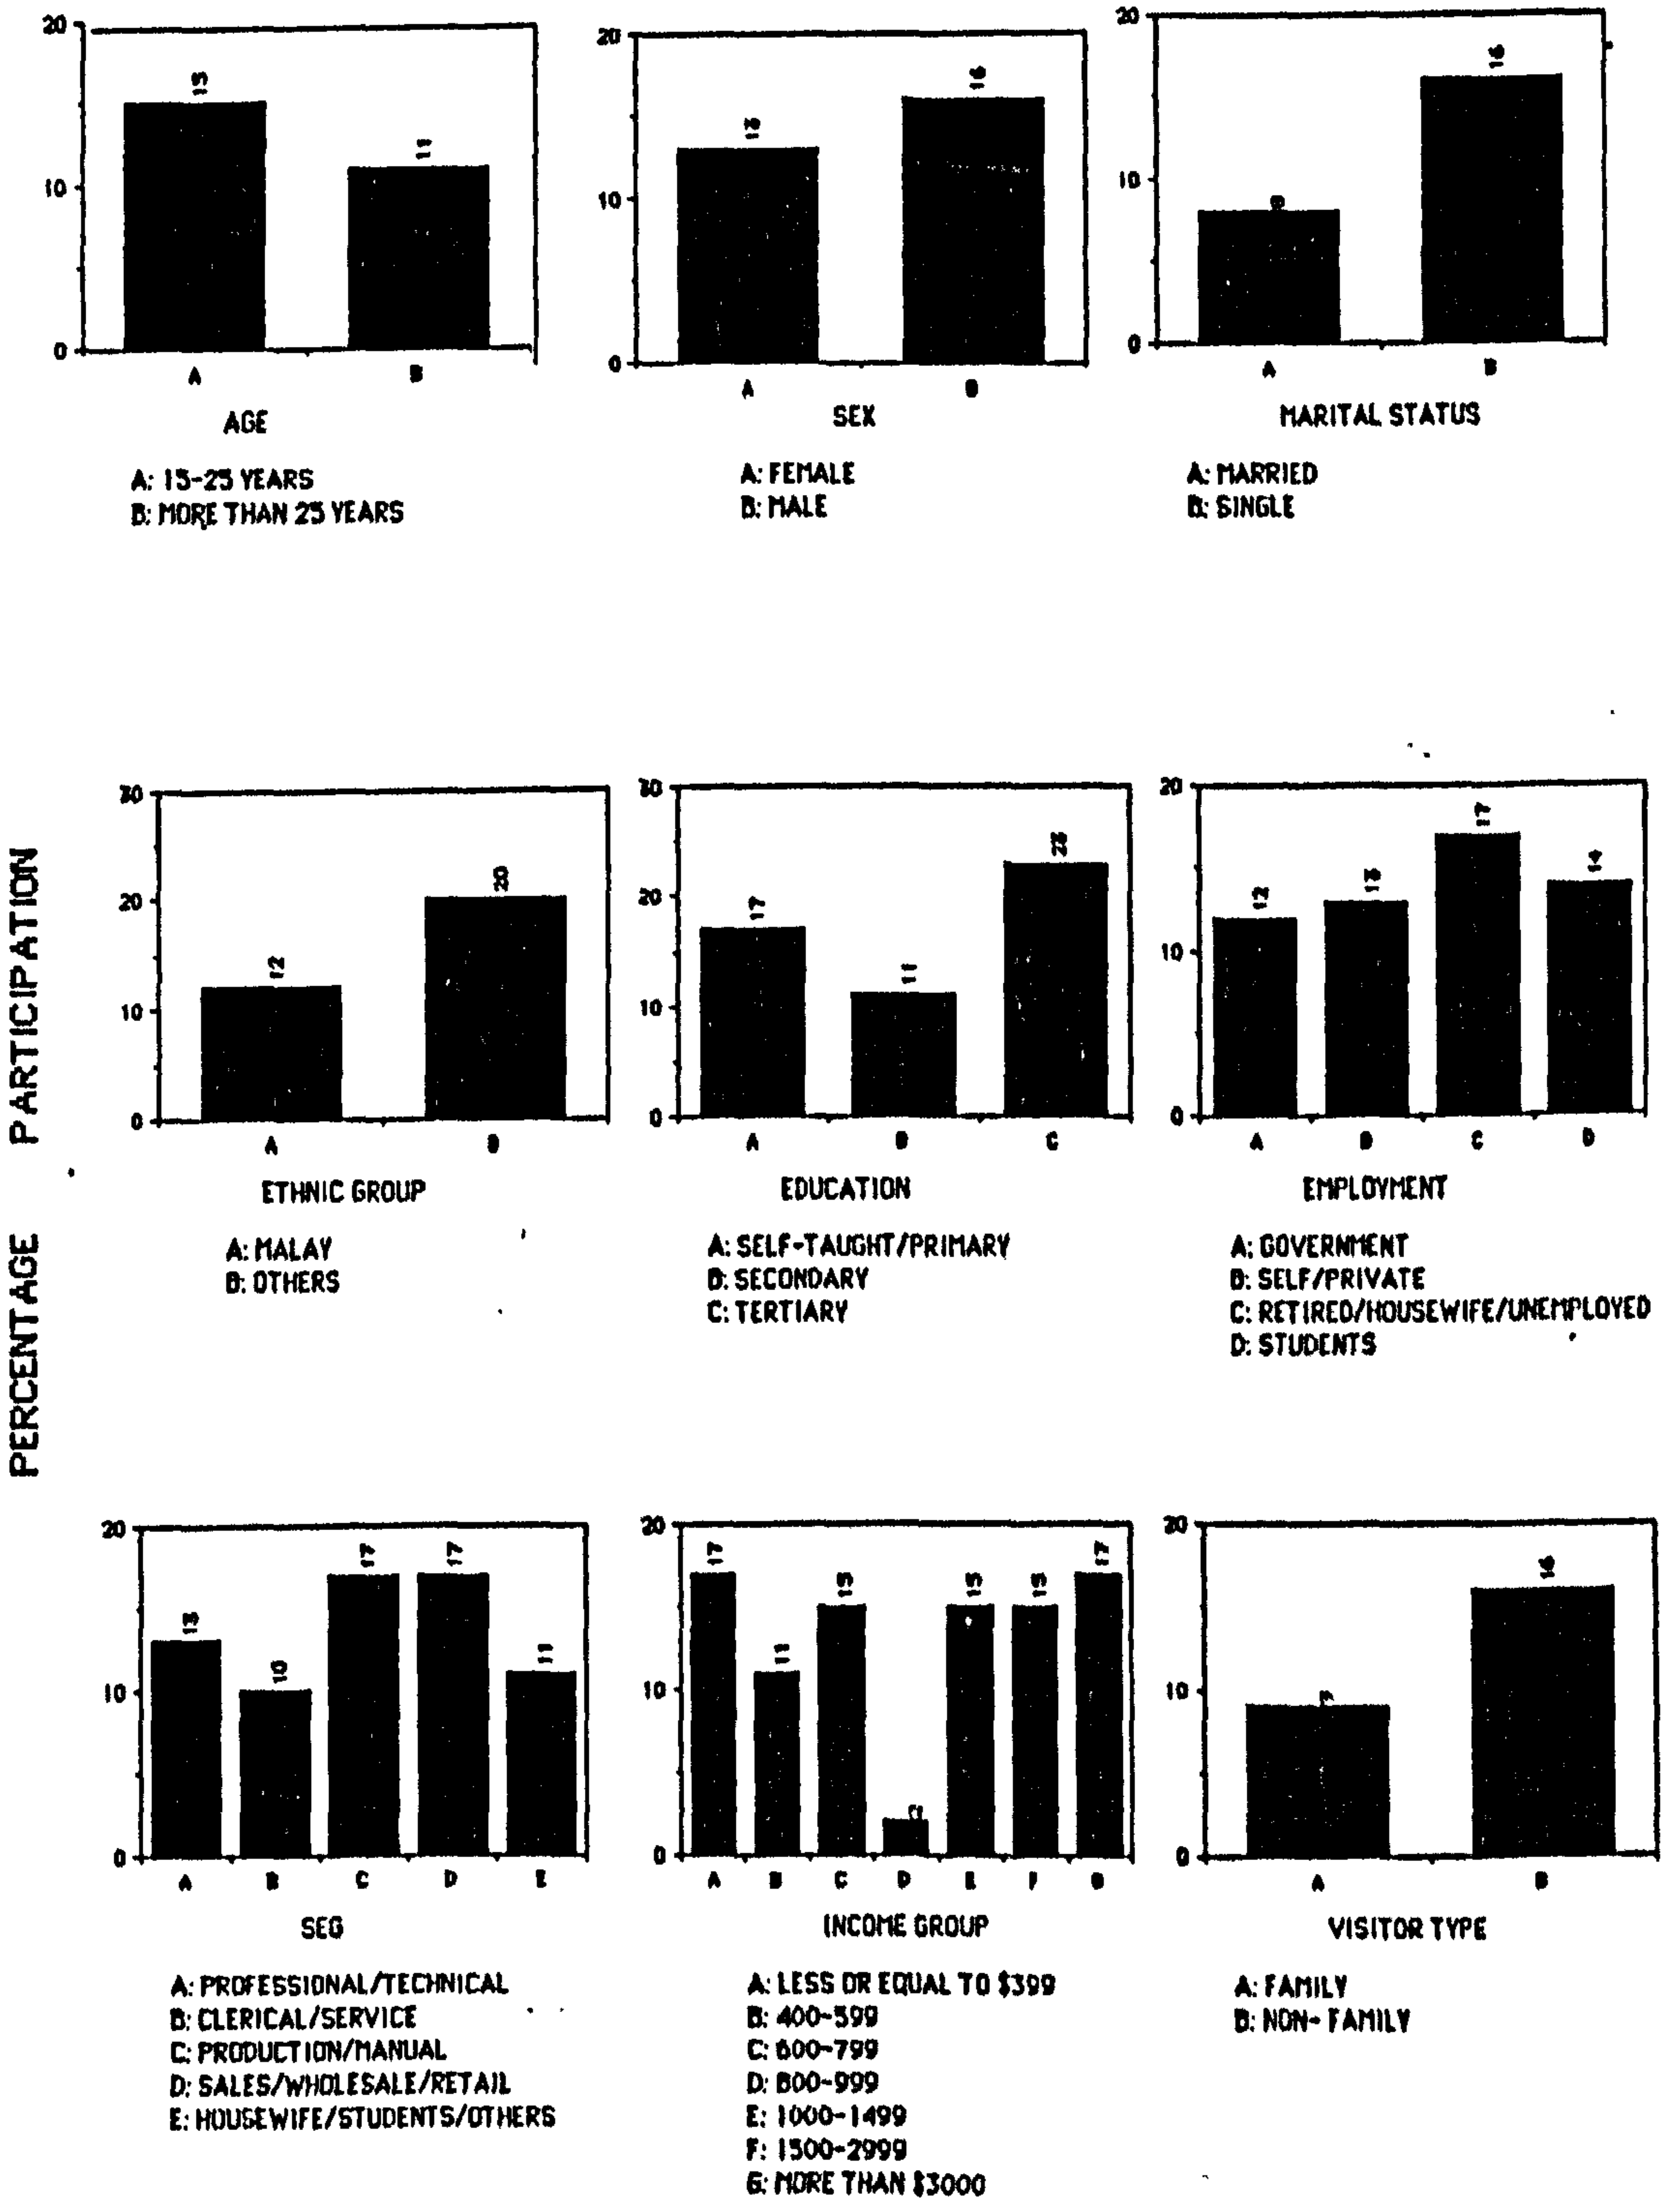 PERCENTAGE PARTICIPATION
20
10
0
15
11
A
B
AGE
A: 15-25 YEARS
B: MORE THAN 25 YEARS
20
10
0
13
16
A
B
SEX
A: FEMALE
B: MALE
20
10
0
8
16
A
B
MARITAL STATUS
A: MARRIED
B: SINGLE
30
20
10
0
12
20
A
B
ETHNIC GROUP
A: MALAY
B: OTHERS
30
20
10
0
17
11
23
A
B
C
EDUCATION
A: SELF-TAUGHT/PRIMARY
B: SECONDARY
C: TERTIARY
20
10
0
12
13
17
14
A
B
C
D
EMPLOYMENT
A: GOVERNMENT
B: SELF/PRIVATE
C: RETIRED/HOUSEWIFE/UNEMPLOYED
D: STUDENTS
20
10
0
13
10
17
17
11
A
B
C
D
E
SEG
A: PROFESSIONAL/TECHNICAL
B: CLERICAL/SERVICE
C: PRODUCTION/MANUAL
D: SALES/WHOLESALE/RETAIL
E: HOUSEWIFE/STUDENTS/OTHERS
20
10
0
17
11
15
2
15
15
17
A
B
C
D
E
F
G
INCOME GROUP
A: LESS OR EQUAL TO $399
B: 400-599
C: 600-799
D: 800-999
E: 1000-1499
F: 1500-2999
G: MORE THAN $3000
20
10
0
9
16
A
B
VISITOR TYPE
A: FAMILY
B: NON- FAMILY